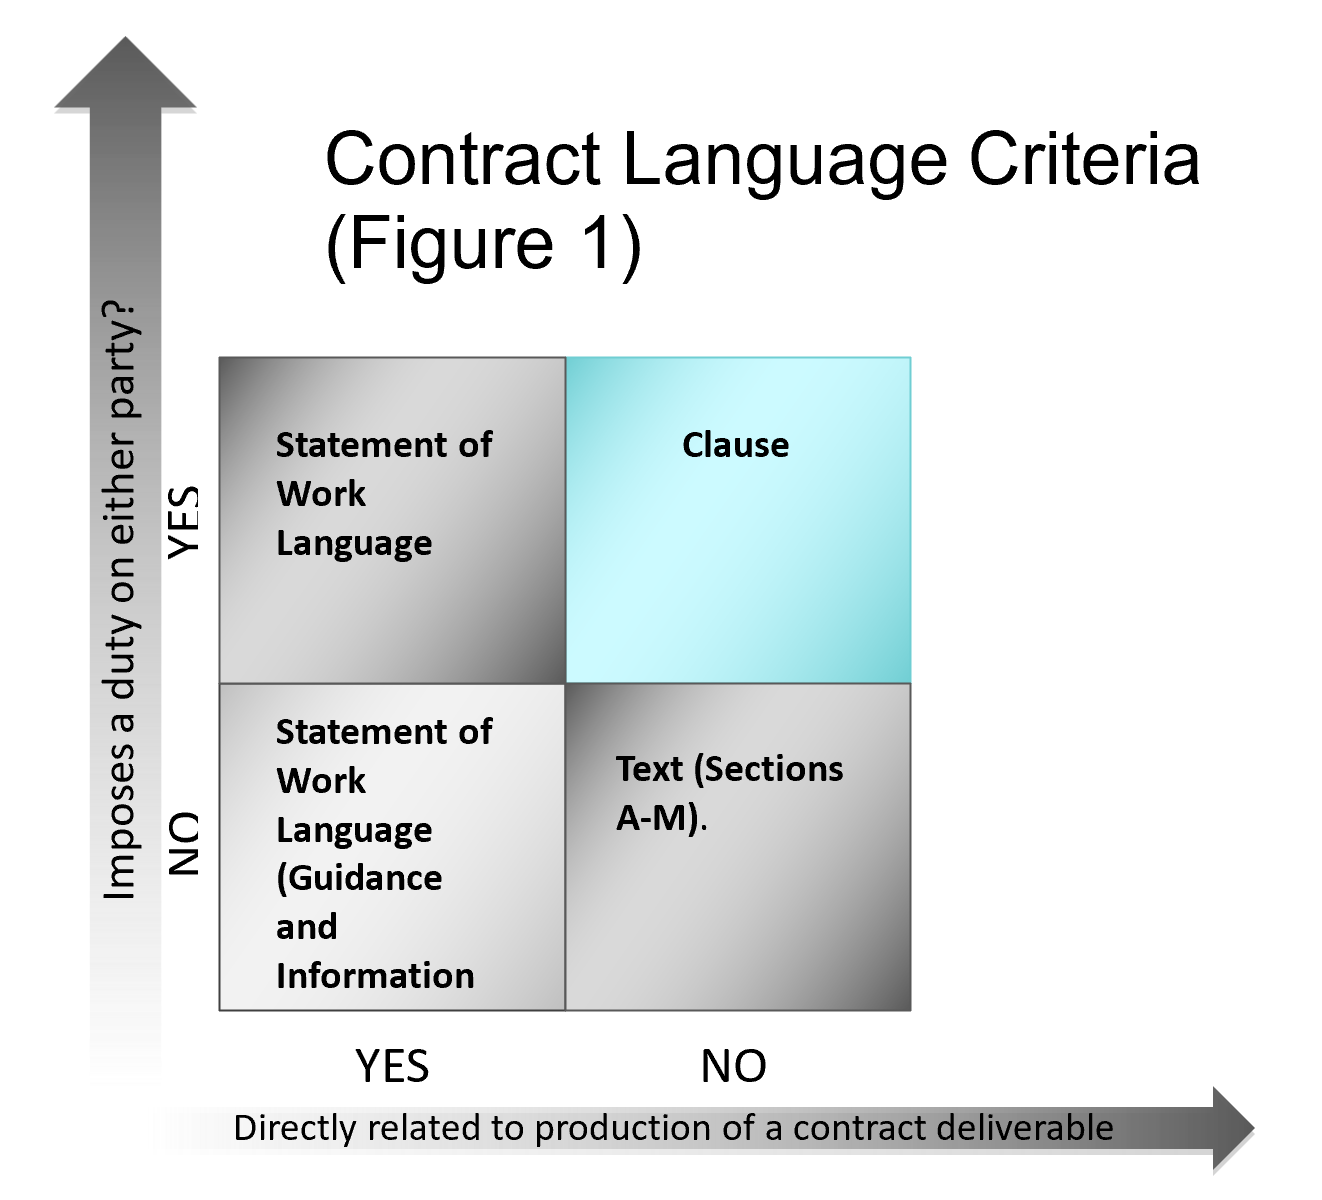 Contract Language Criteria
(Figure 1)
Imposes a duty on either party?
YES
Statement of
Work
Language
Clause
NO
Statement of
Work
Language
(Guidance
and
Information
Text (Sections
A-M).
YES
NO
Directly related to production of a contract deliverable